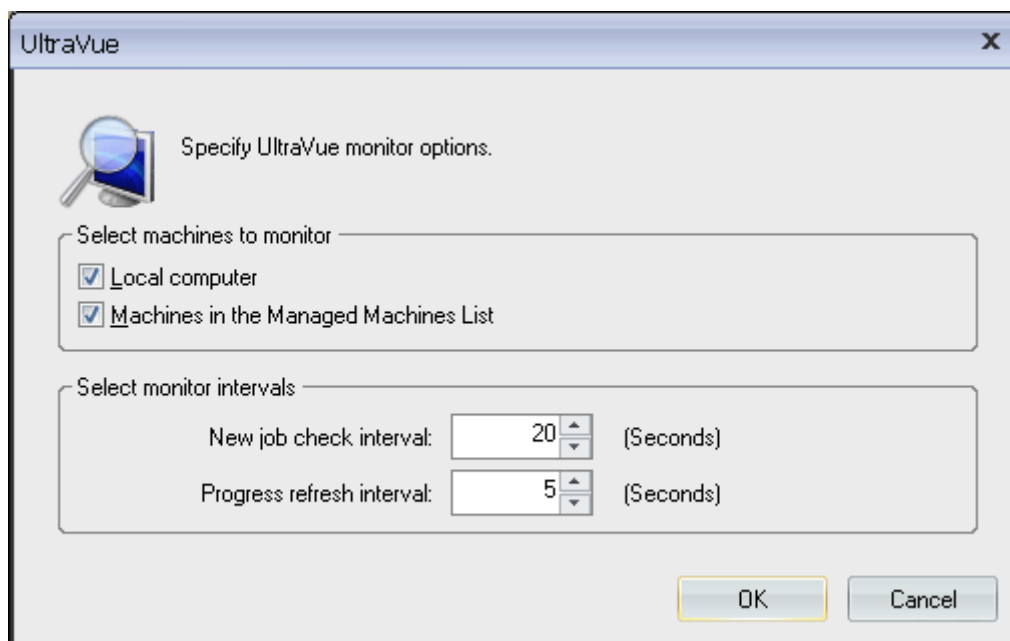 UltraVue
Specify UltraVue monitor options.
Select machines to monitor
Local computer
Machines in the Managed Machines List
Select monitor intervals
New job check interval: 20 (Seconds)
Progress refresh interval: 5 (Seconds)
OK Cancel